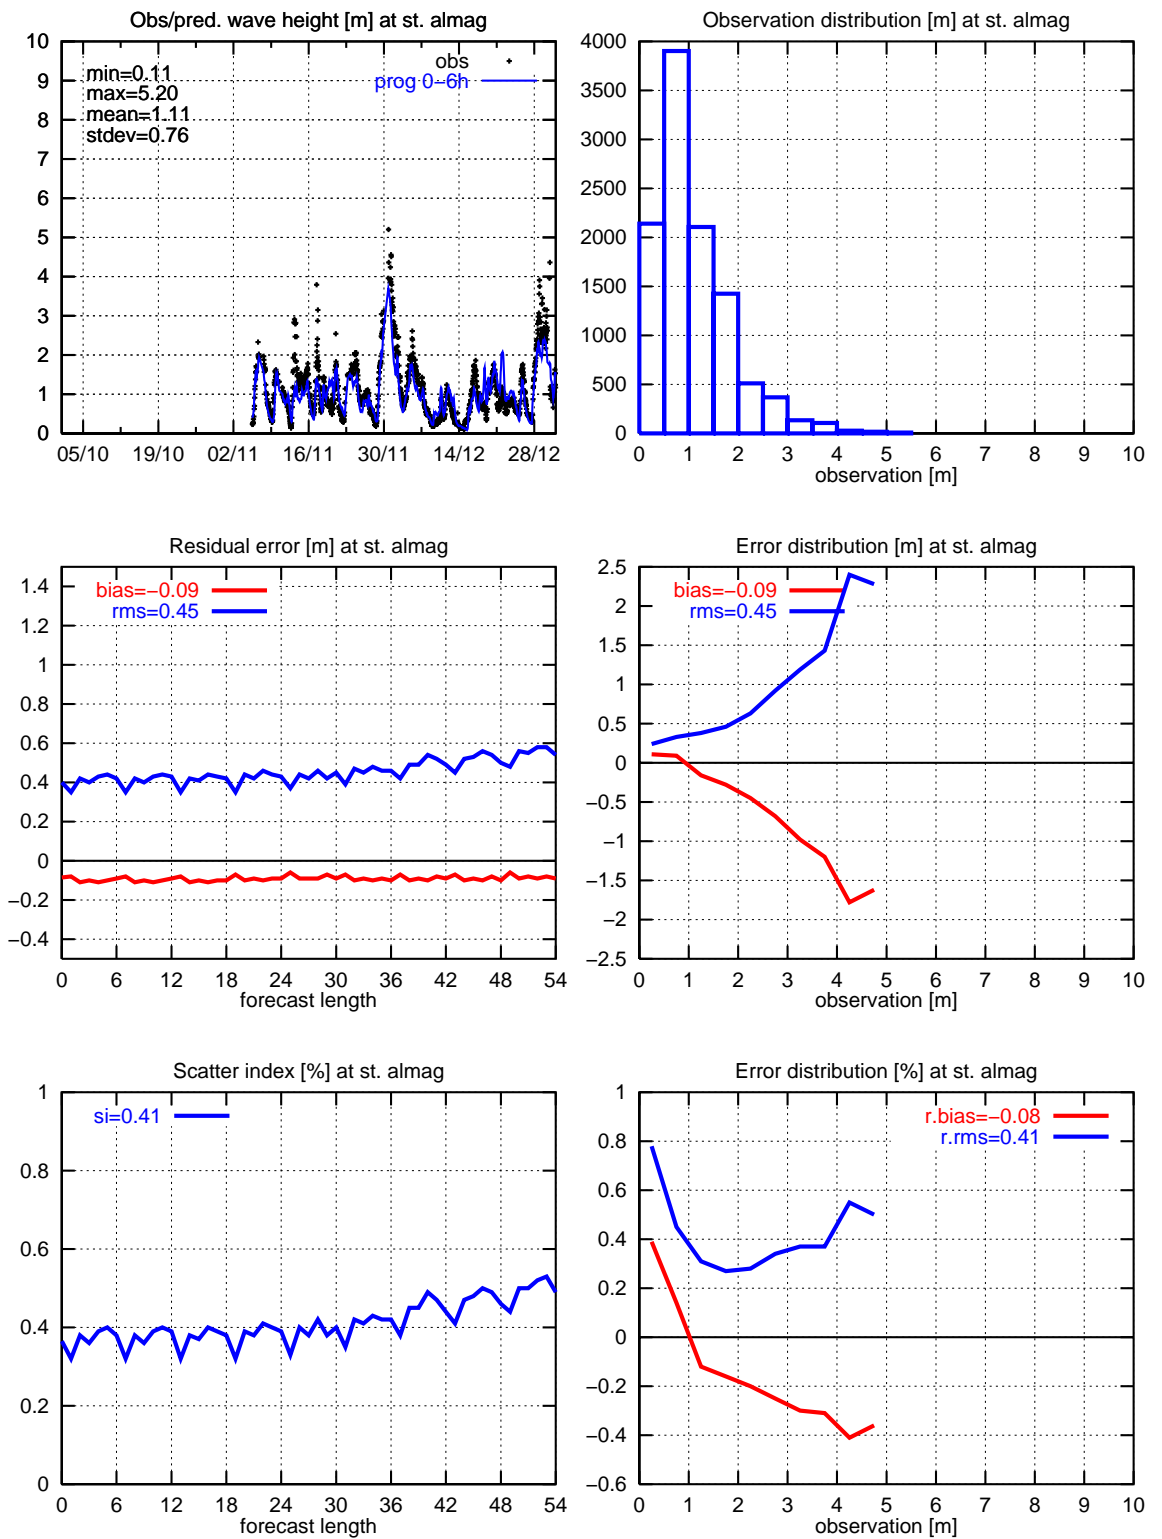 Obs/pred. wave height [m] at st. almag
10
9
8
7
6
5
4
3
2
1
0
min=0.11
max=5.20
mean=1.11
stdev=0.76
obs
prog 0−6h
05/10 19/10 02/11 16/11 30/11 14/12 28/12
Observation distribution [m] at st. almag
4000
3500
3000
2500
2000
1500
1000
500
0
0 1 2 3 4 5 6 7 8 9 10
observation [m]
Residual error [m] at st. almag
1.4
1.2
1
0.8
0.6
0.4
0.2
0
−0.2
−0.4
bias=−0.09
rms=0.45
0 6 12 18 24 30 36 42 48 54
forecast length
Error distribution [m] at st. almag
2.5
2
1.5
1
0.5
0
−0.5
−1
−1.5
−2
−2.5
bias=−0.09
rms=0.45
0 1 2 3 4 5 6 7 8 9 10
observation [m]
Scatter index [%] at st. almag
1
0.8
0.6
0.4
0.2
0
si=0.41
0 6 12 18 24 30 36 42 48 54
forecast length
Error distribution [%] at st. almag
1
0.8
0.6
0.4
0.2
0
−0.2
−0.4
−0.6
r.bias=−0.08
r.rms=0.41
0 1 2 3 4 5 6 7 8 9 10
observation [m]